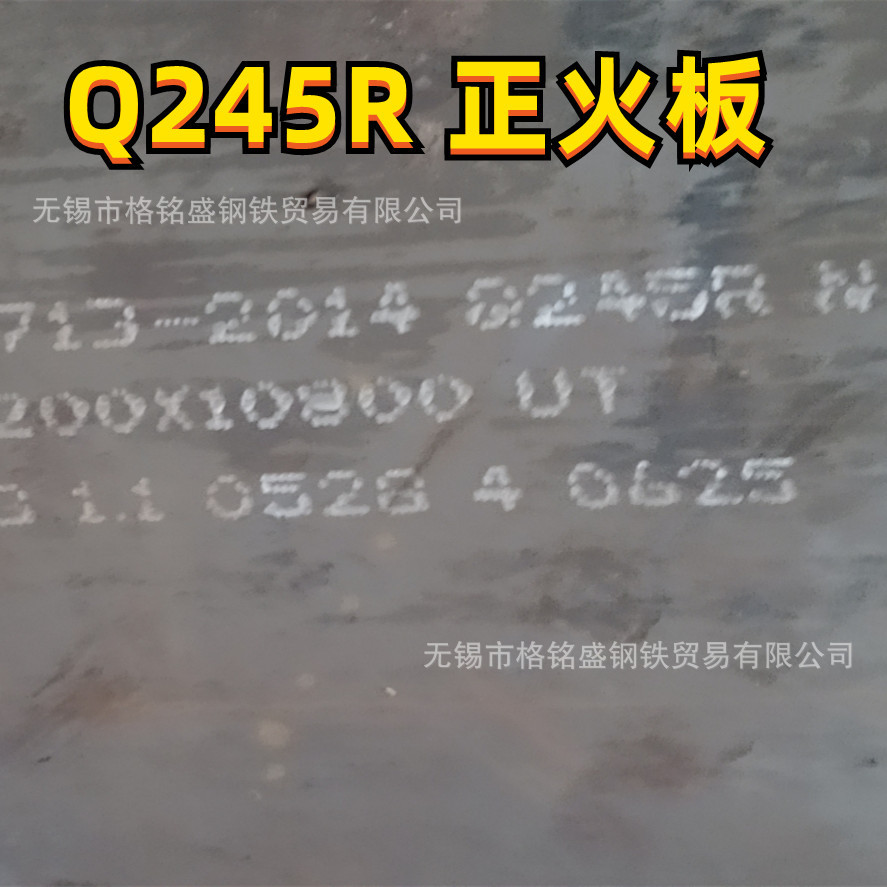 Q245R 正火板
无锡市格铭盛钢铁贸易有限公司
713-2014 Q245R N
200X10800 UT
3 1.1 0528 4 0625
无锡市格铭盛钢铁贸易有限公司